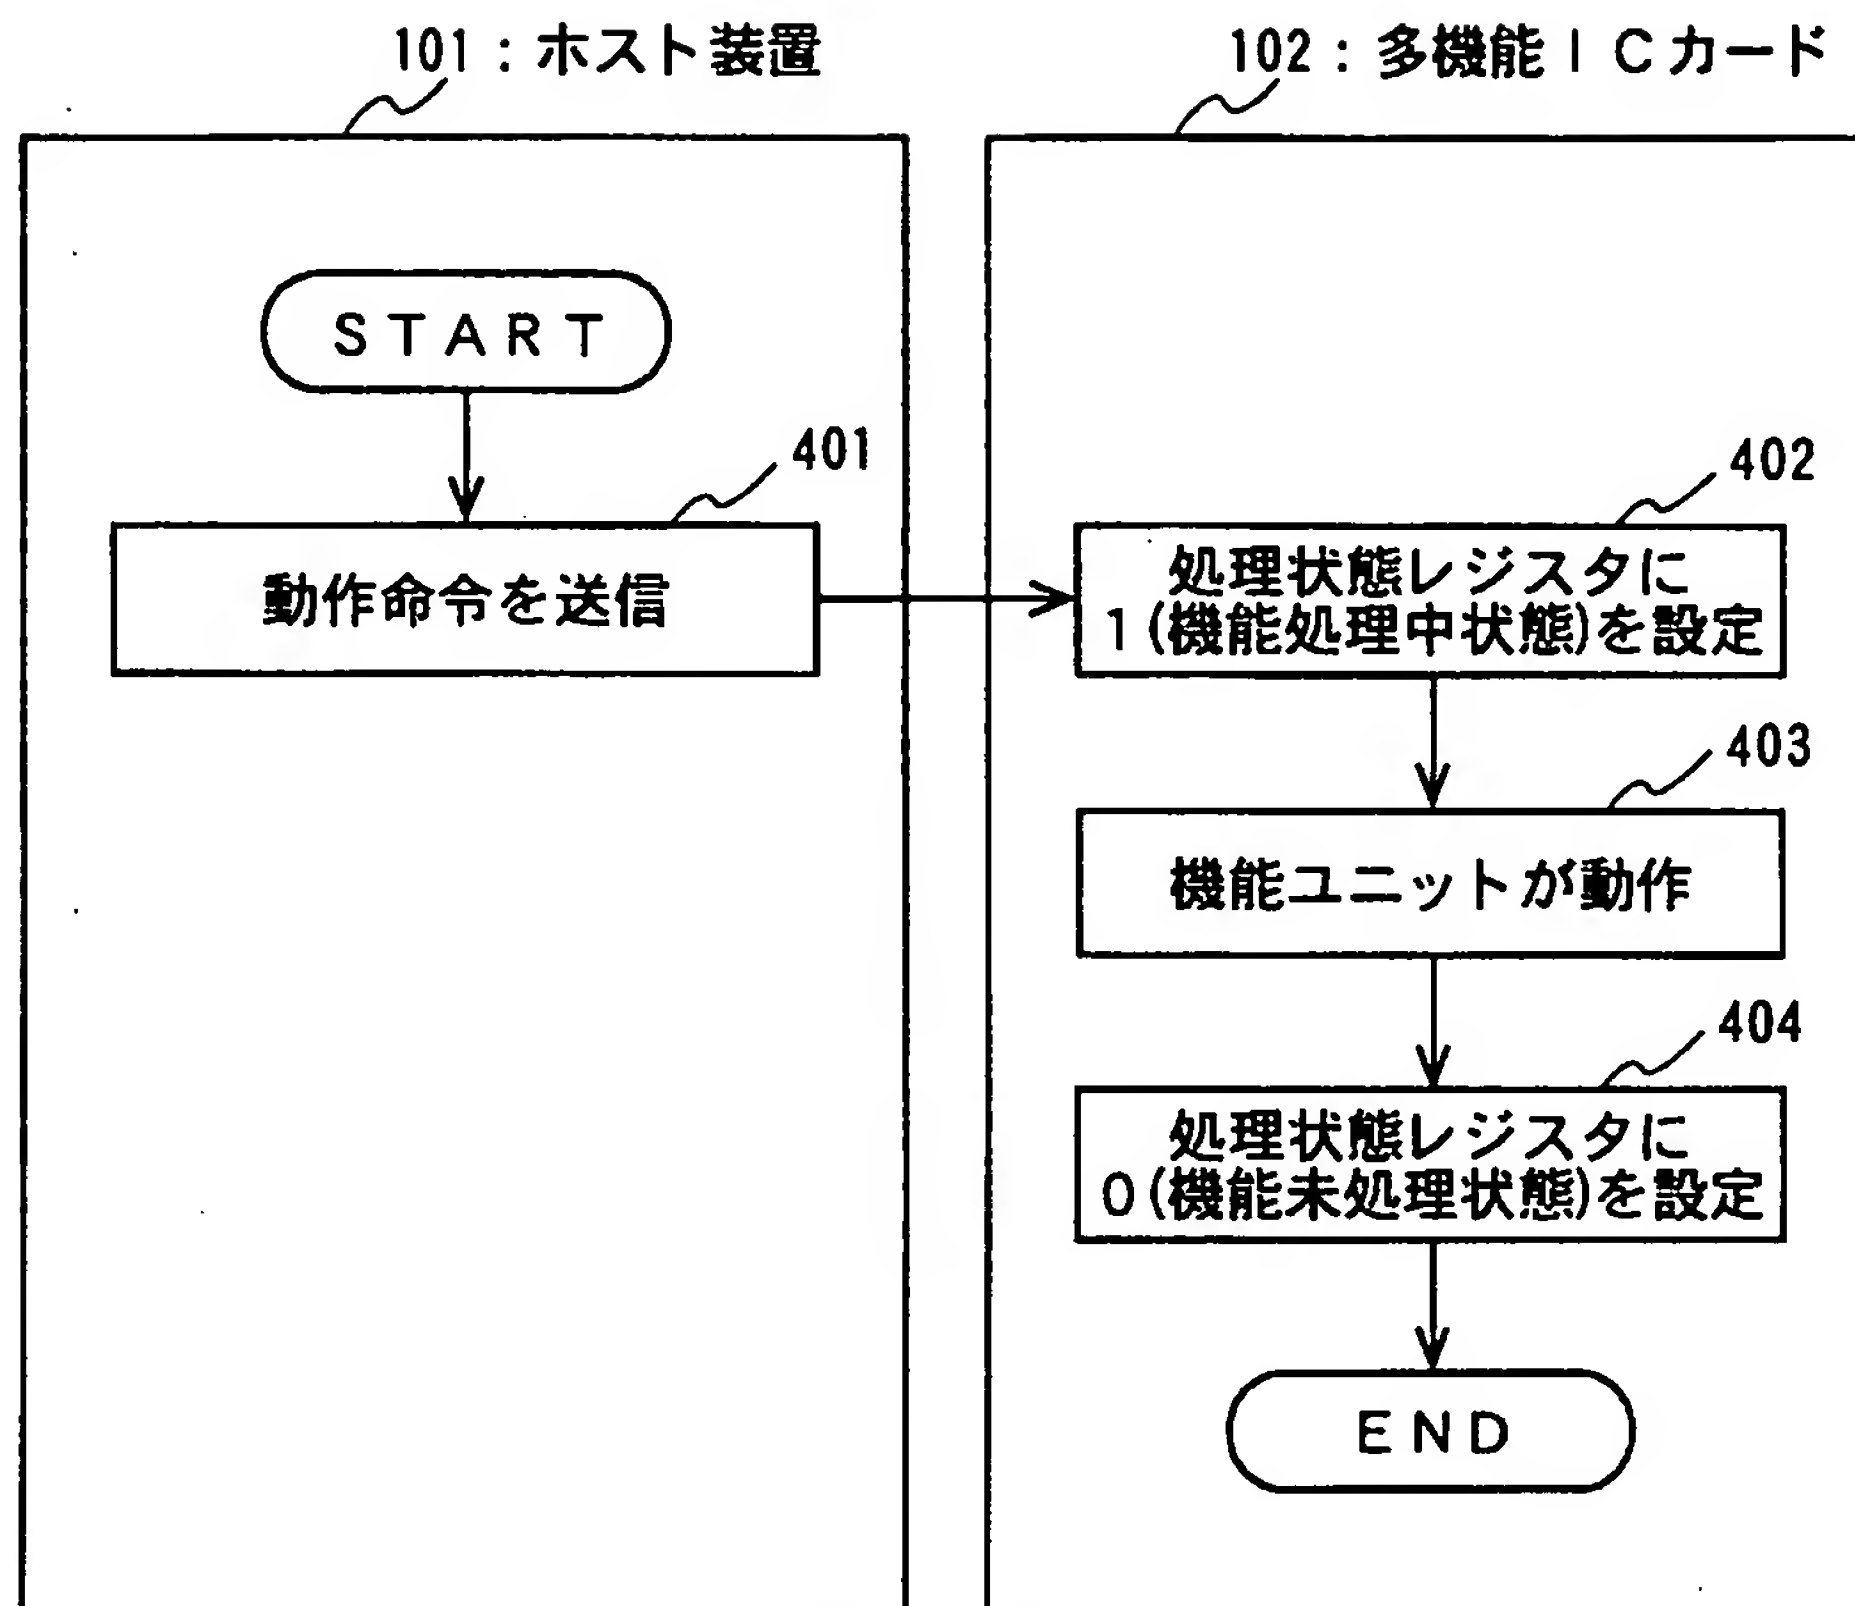 101：ホスト装置
102：多機能ＩＣカード
ＳＴＡＲＴ
401
動作命令を送信
402
処理状態レジスタに
1(機能処理中状態)を設定
403
機能ユニットが動作
404
処理状態レジスタに
0(機能未処理状態)を設定
ＥＮＤ